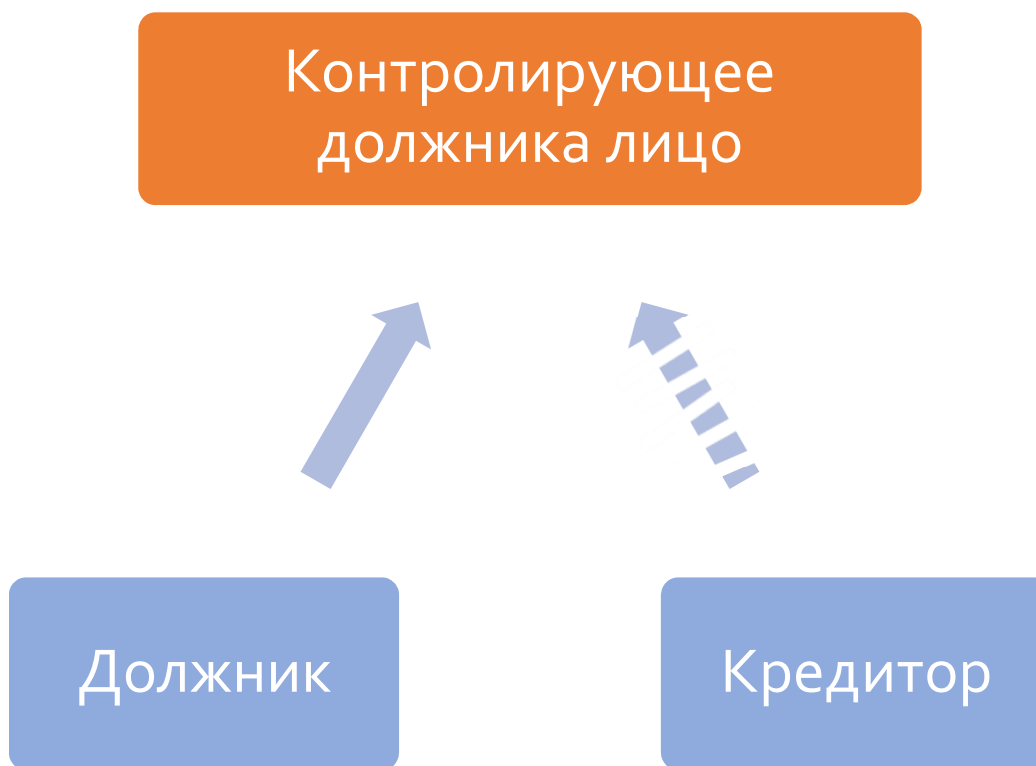 Контролирующее
должника лицо
Должник
Кредитор